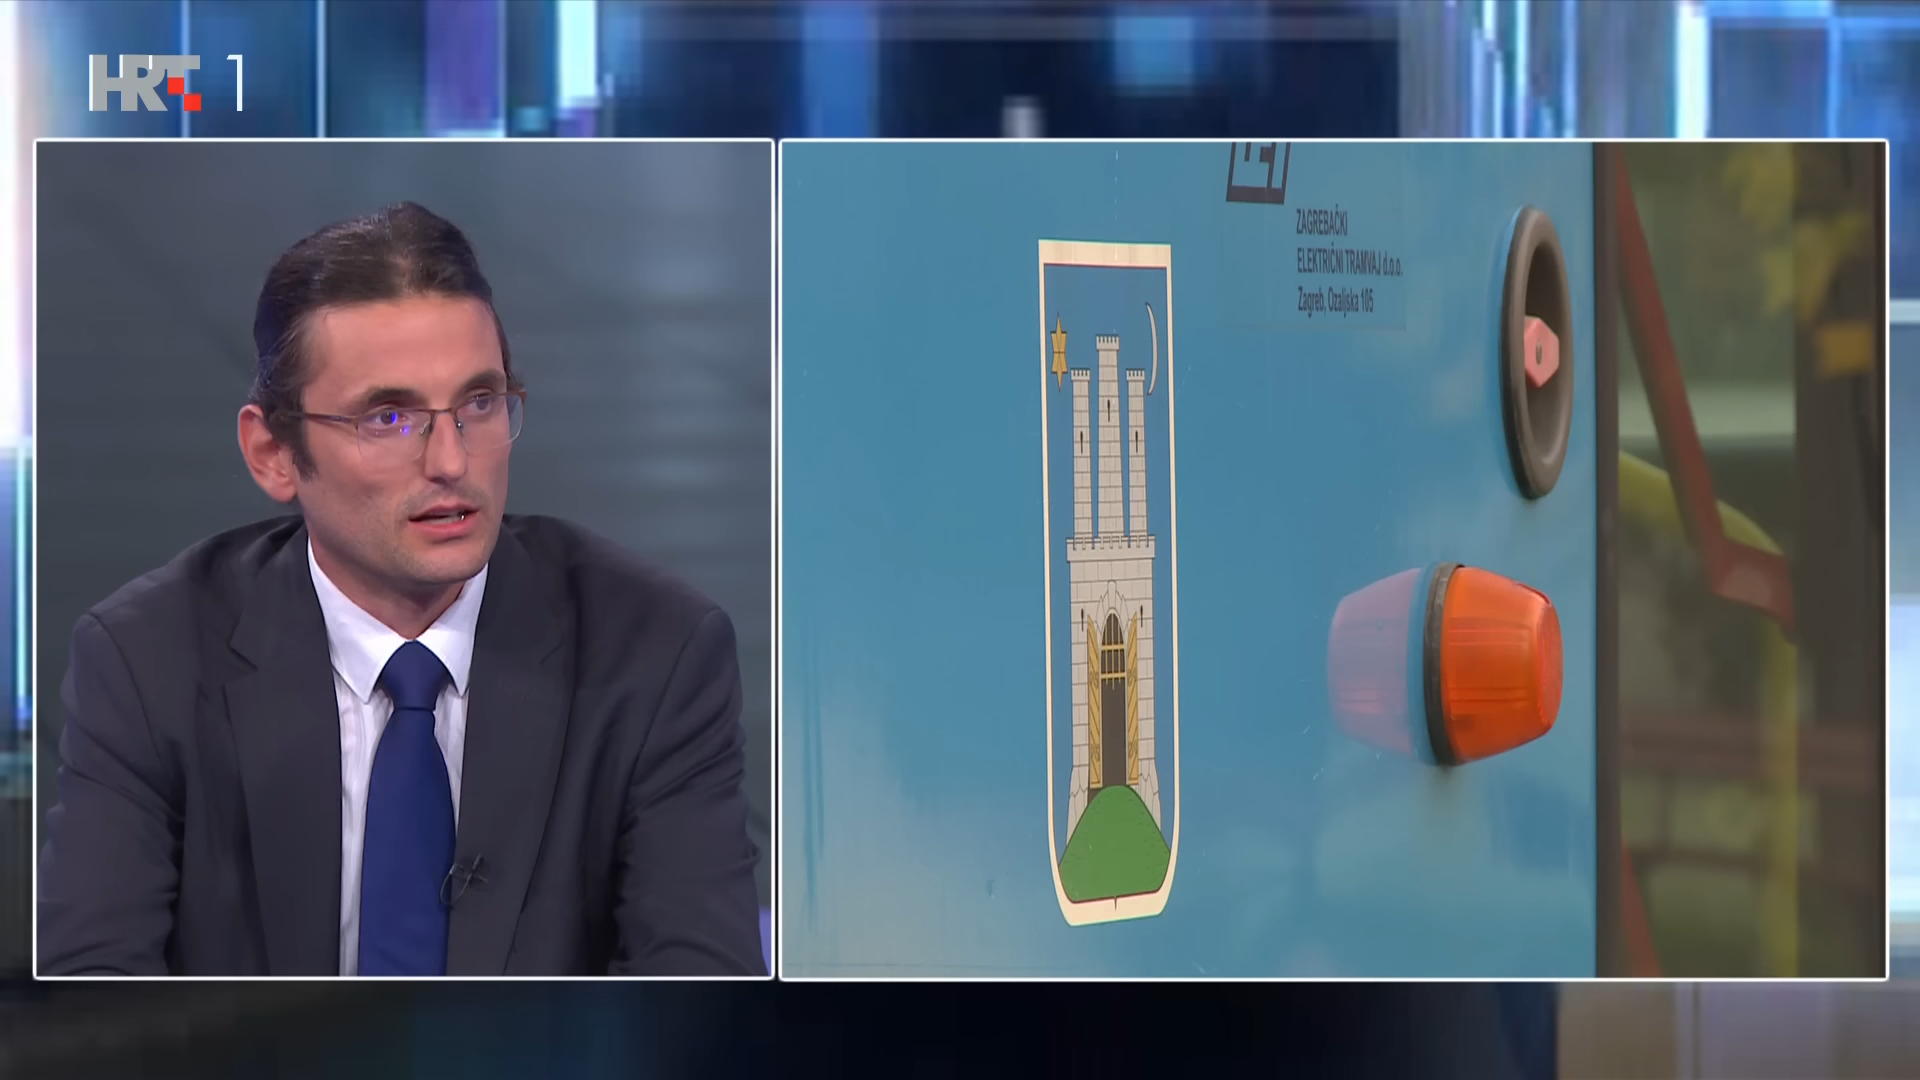 HRT 1
ZAGREBAČKI
ELEKTRIČNI TRAMVAJ d.o.o.
Zagreb, Ozaljska 105